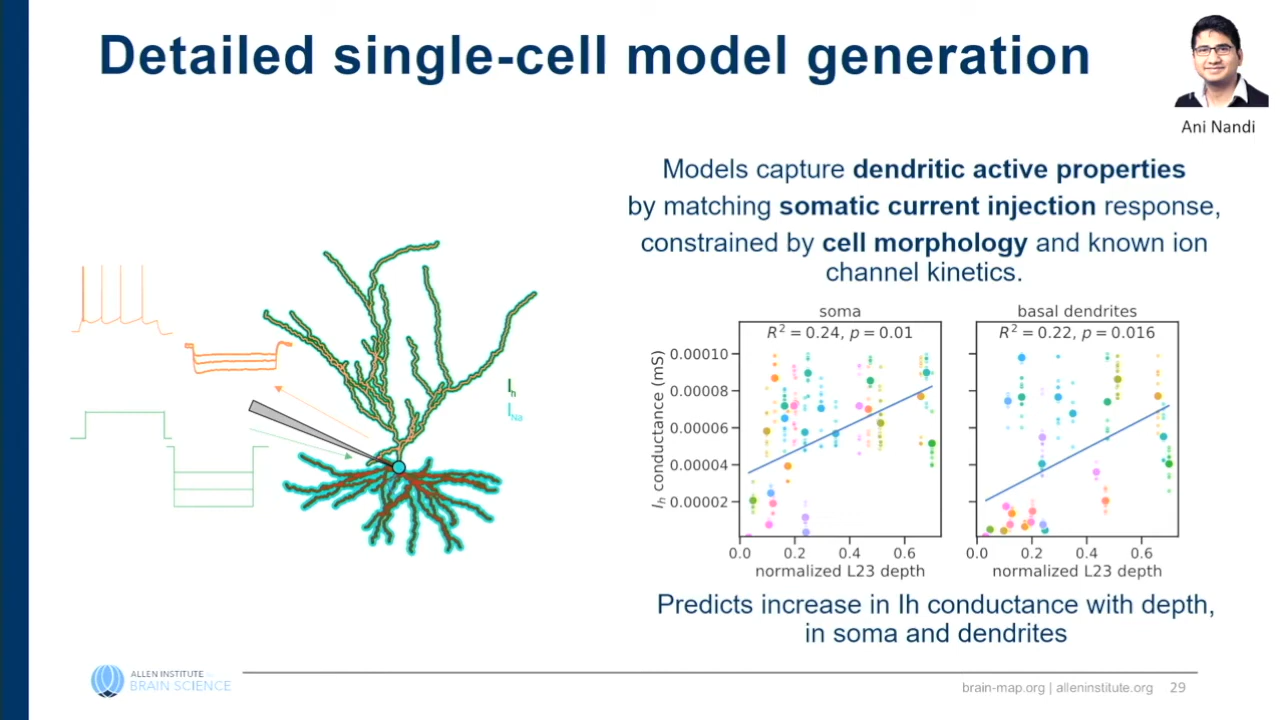 Detailed single-cell model generation
Ani Nandi
Models capture dendritic active properties
by matching somatic current injection response,
constrained by cell morphology and known ion
channel kinetics.
I_h
I_Na
soma
R² = 0.24, p = 0.01
I_h conductance (mS)
0.00010
0.00008
0.00006
0.00004
0.00002
0.0 0.2 0.4 0.6
normalized L23 depth
basal dendrites
R² = 0.22, p = 0.016
0.0 0.2 0.4 0.6
normalized L23 depth
Predicts increase in Ih conductance with depth,
in soma and dendrites
ALLEN INSTITUTE
BRAIN SCIENCE
brain-map.org | alleninstitute.org 29